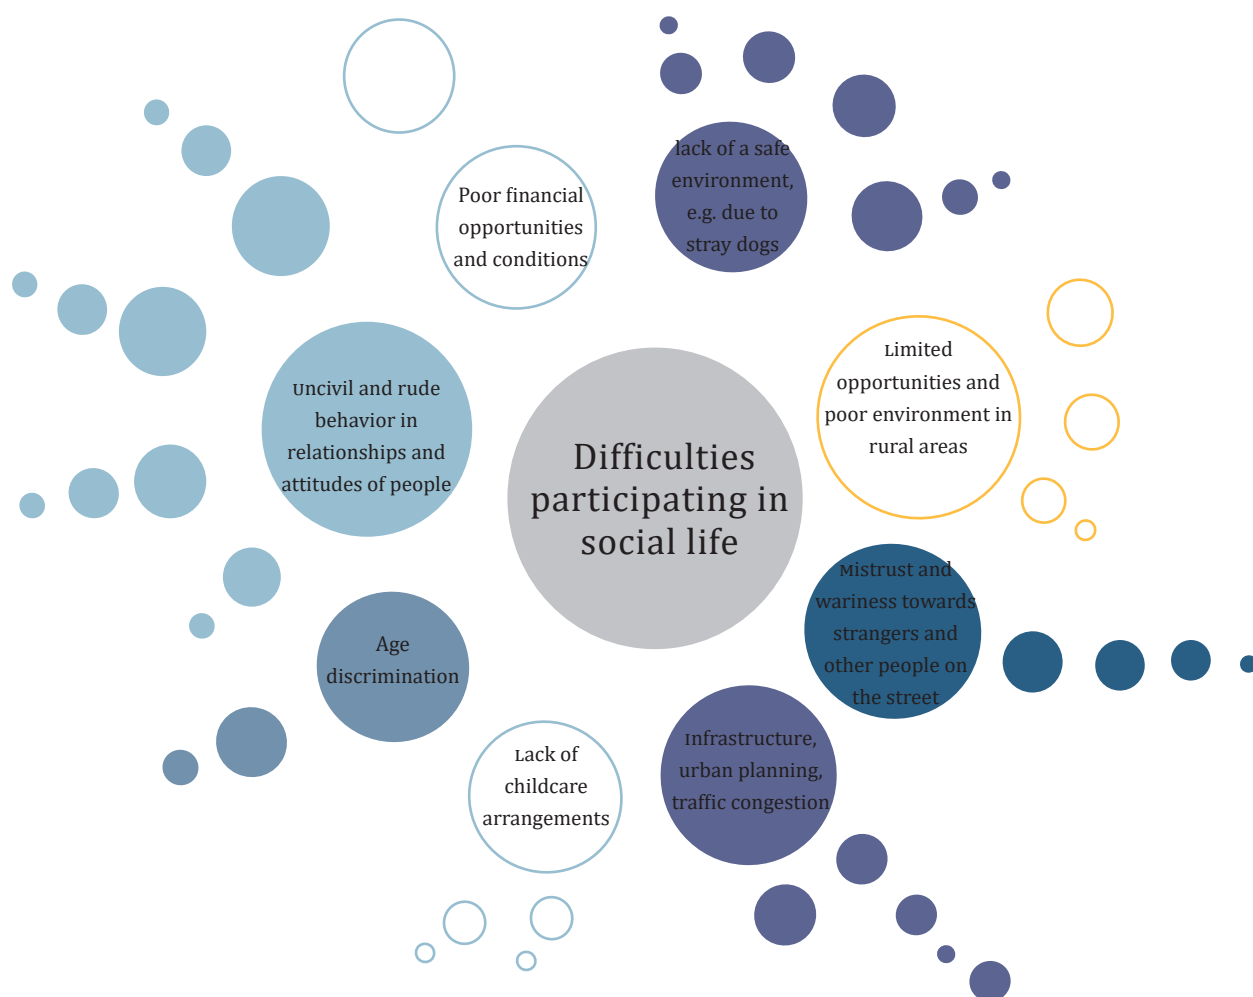 lack of a safe
environment,
e.g. due to
stray dogs
Poor financial
opportunities
and conditions
Limited
opportunities and
poor environment in
rural areas
Uncivil and rude
behavior in
relationships and
attitudes of people
Difficulties
participating in
social life
Mistrust and
wariness towards
strangers and
other people on
the street
Age
discrimination
Infrastructure,
urban planning,
traffic congestion
Lack of
childcare
arrangements